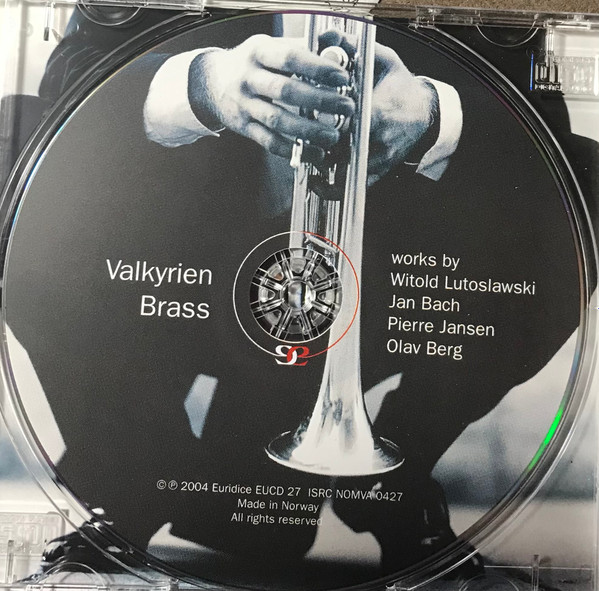 Valkyrien
Brass
works by
Witold Lutoslawski
Jan Bach
Pierre Jansen
Olav Berg
©℗ 2004 Euridice EUCD 27 ISRC NOMVA 0427
Made in Norway
All rights reserved